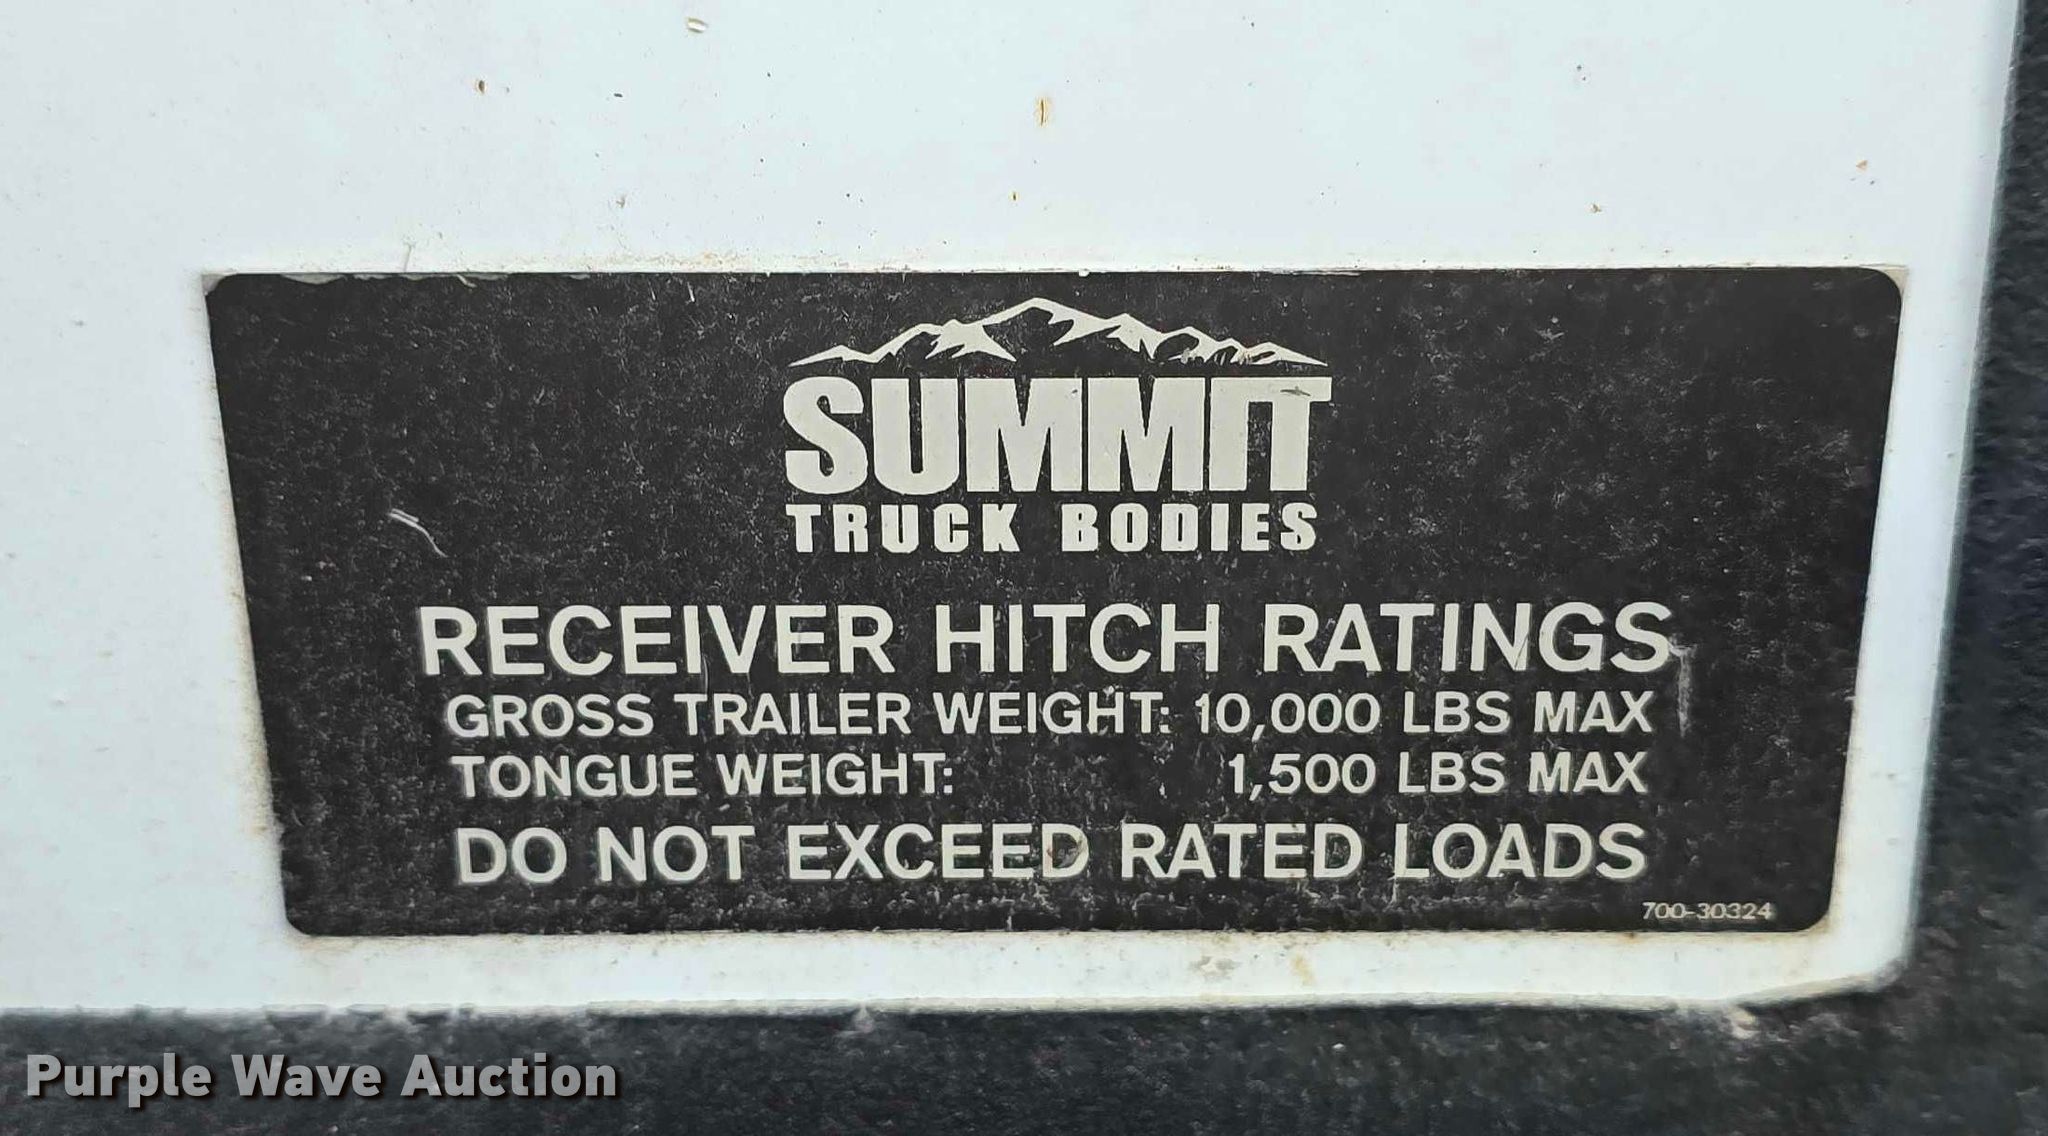 SUMMIT
TRUCK BODIES
RECEIVER HITCH RATINGS
GROSS TRAILER WEIGHT: 10,000 LBS MAX
TONGUE WEIGHT: 1,500 LBS MAX
DO NOT EXCEED RATED LOADS
700-30324
Purple Wave Auction